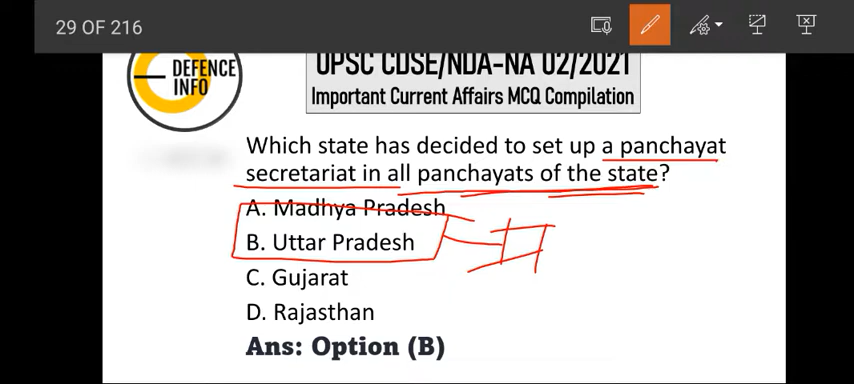 29 OF 216
DEFENCE
INFO
UPSC CDSE/NDA-NA 02/2021
Important Current Affairs MCQ Compilation
Which state has decided to set up a panchayat
secretariat in all panchayats of the state?
A. Madhya Pradesh
B. Uttar Pradesh
C. Gujarat
D. Rajasthan
Ans: Option (B)